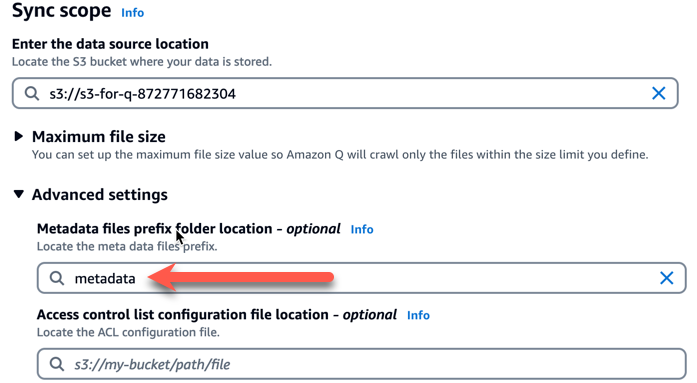 Sync scope Info
Enter the data source location
Locate the S3 bucket where your data is stored.
s3://s3-for-q-872771682304
Maximum file size
You can set up the maximum file size value so Amazon Q will crawl only the files within the size limit you define.
Advanced settings
Metadata files prefix folder location - optional Info
Locate the meta data files prefix.
metadata
Access control list configuration file location - optional Info
Locate the ACL configuration file.
s3://my-bucket/path/file